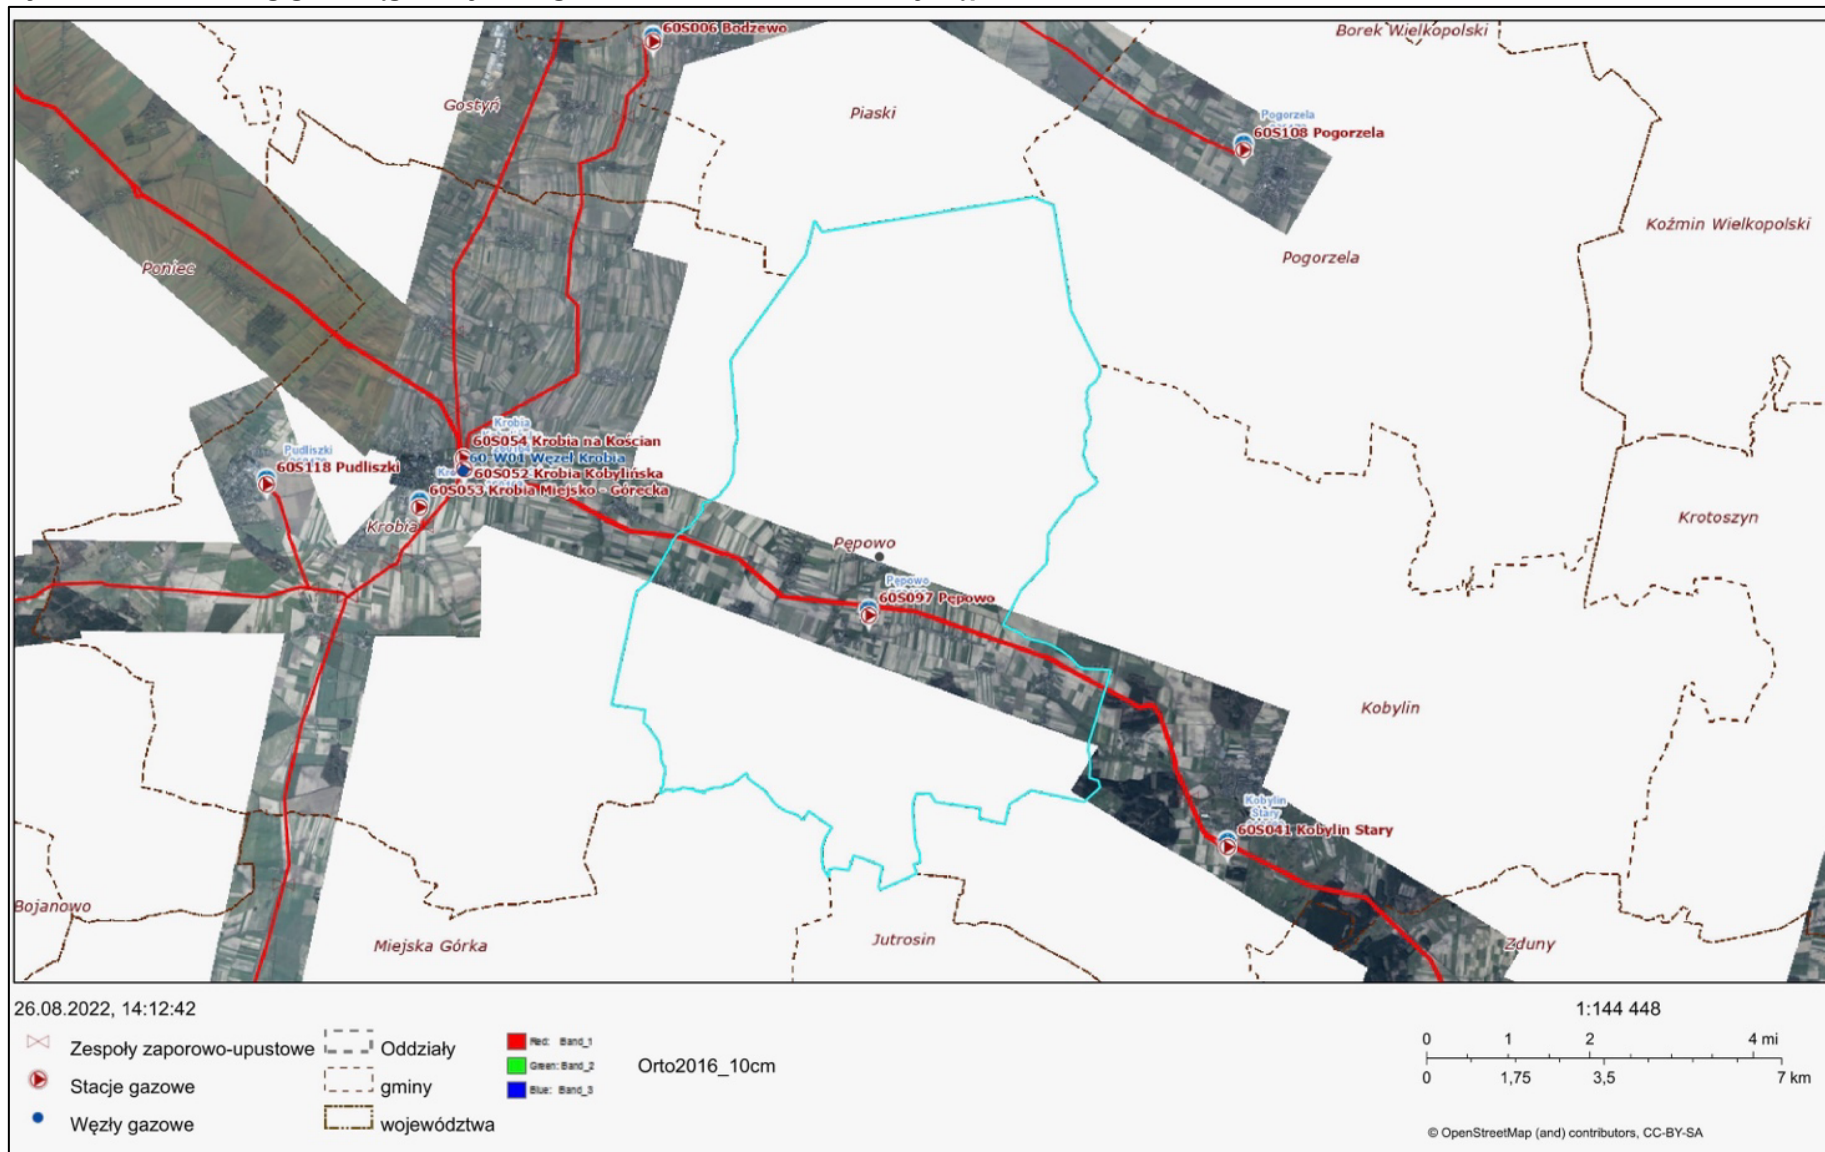 60S006 Bodzewo
Borek Wielkopolski
Gostyń
Piaski
Pogorzela
60S108 Pogorzela
Koźmin Wielkopolski
Poniec
Pogorzela
Krobia
60S054 Krobia na Kościan
Pudliszki
60-W01 Węzeł Krobia
60S118 Pudliszki
60S052 Krobia Kobylińska
60S053 Krobia Miejsko - Górecka
Krobia
Krotoszyn
Pępowo
Pępowo
60S097 Pępowo
Kobylin
Kobylin
Stary
60S041 Kobylin Stary
Bojanowo
Miejska Górka
Jutrosin
Zduny
26.08.2022, 14:12:42
1:144 448
Zespoły zaporowo-upustowe
Oddziały
Red: Band_1
0 1 2 4 mi
Green: Band_2
Orto2016_10cm
Stacje gazowe
gminy
Blue: Band_3
0 1,75 3,5 7 km
Węzły gazowe
województwa
© OpenStreetMap (and) contributors, CC-BY-SA